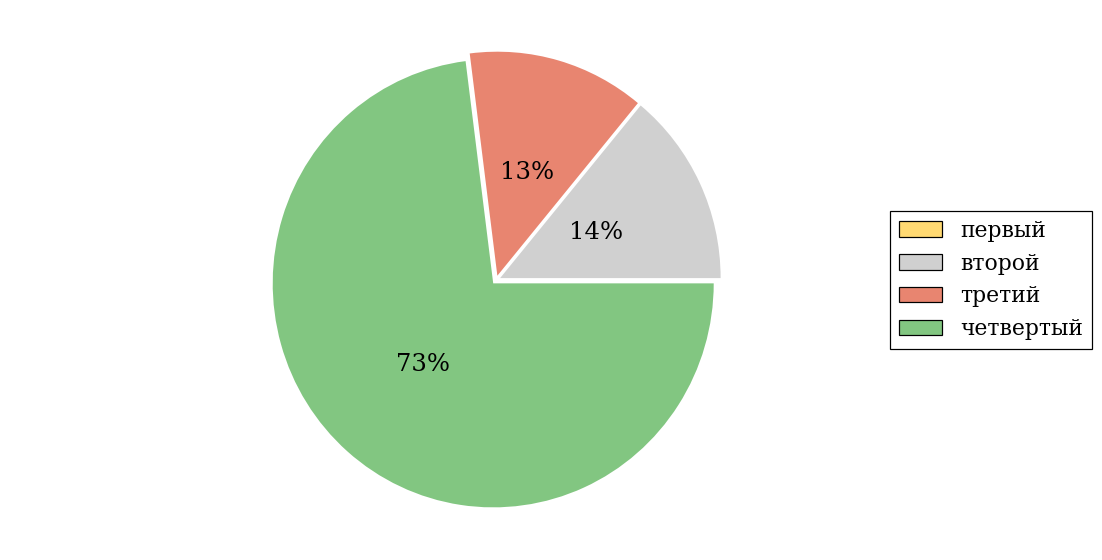 13%
14%
73%
первый
второй
третий
четвертый